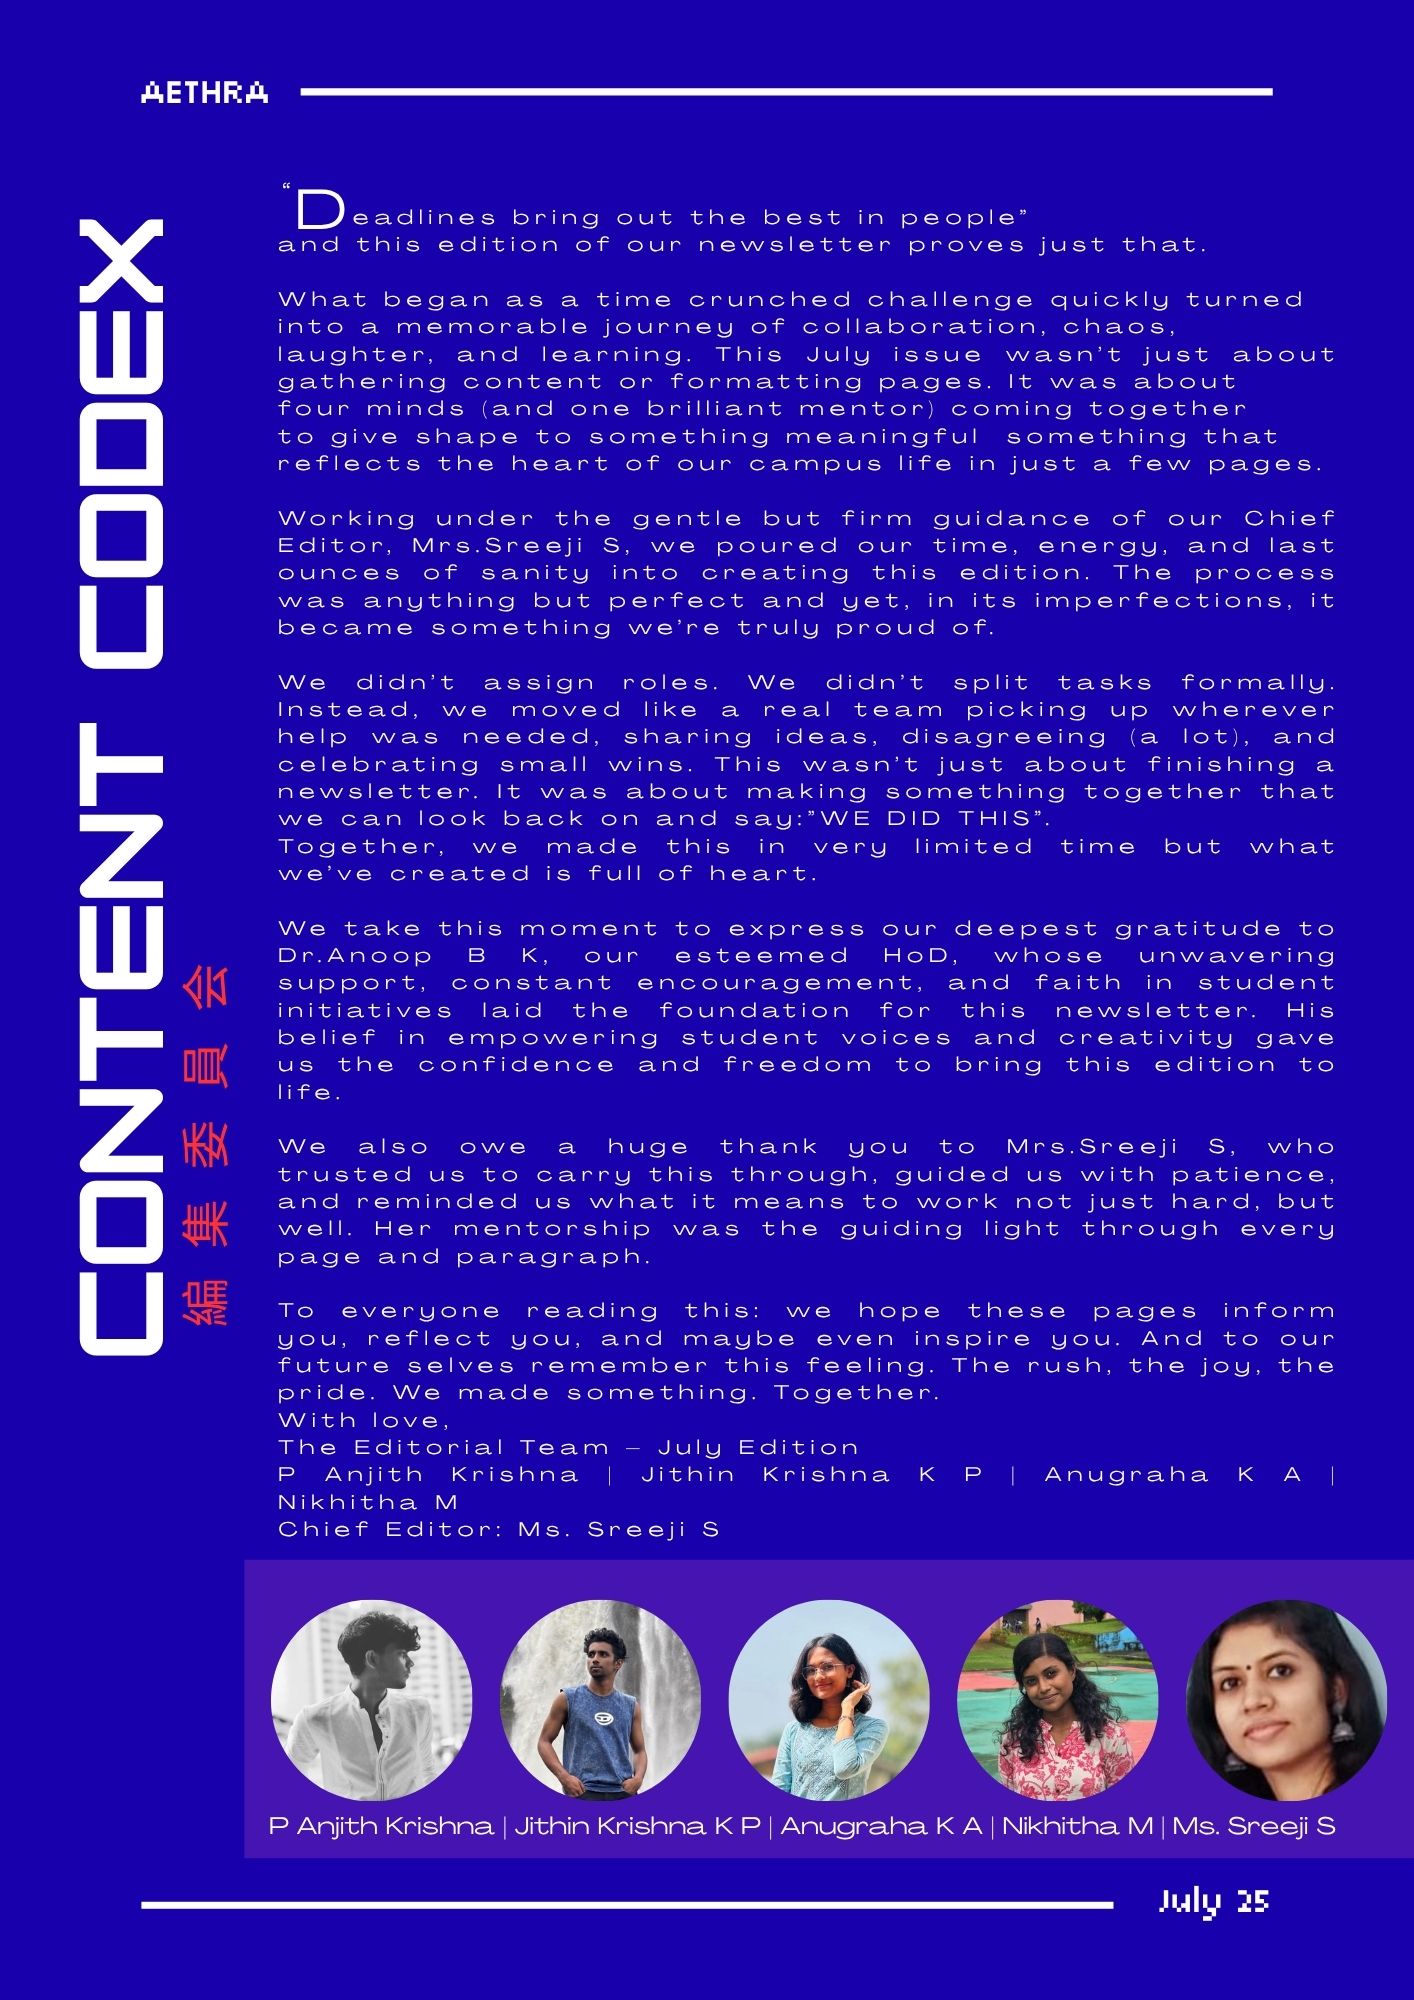 AETHRA
CONTENT CODEX
編集委員会
“Deadlines bring out the best in people”
and this edition of our newsletter proves just that.
What began as a time crunched challenge quickly turned
into a memorable journey of collaboration, chaos,
laughter, and learning. This July issue wasn’t just about
gathering content or formatting pages. It was about
four minds (and one brilliant mentor) coming together
to give shape to something meaningful  something that
reflects the heart of our campus life in just a few pages.
Working under the gentle but firm guidance of our Chief
Editor, Mrs.Sreeji S, we poured our time, energy, and last
ounces of sanity into creating this edition. The process
was anything but perfect and yet, in its imperfections, it
became something we’re truly proud of.
We didn’t assign roles. We didn’t split tasks formally.
Instead, we moved like a real team picking up wherever
help was needed, sharing ideas, disagreeing (a lot), and
celebrating small wins. This wasn’t just about finishing a
newsletter. It was about making something together that
we can look back on and say:”WE DID THIS”.
Together, we made this in very limited time but what
we’ve created is full of heart.
We take this moment to express our deepest gratitude to
Dr.Anoop B K, our esteemed HoD, whose unwavering
support, constant encouragement, and faith in student
initiatives laid the foundation for this newsletter. His
belief in empowering student voices and creativity gave
us the confidence and freedom to bring this edition to
life.
We also owe a huge thank you to Mrs.Sreeji S, who
trusted us to carry this through, guided us with patience,
and reminded us what it means to work not just hard, but
well. Her mentorship was the guiding light through every
page and paragraph.
To everyone reading this: we hope these pages inform
you, reflect you, and maybe even inspire you. And to our
future selves remember this feeling. The rush, the joy, the
pride. We made something. Together.
With love,
The Editorial Team – July Edition
P Anjith Krishna | Jithin Krishna K P | Anugraha K A |
Nikhitha M
Chief Editor: Ms. Sreeji S
P Anjith Krishna | Jithin Krishna K P | Anugraha K A | Nikhitha M | Ms. Sreeji S
July 25